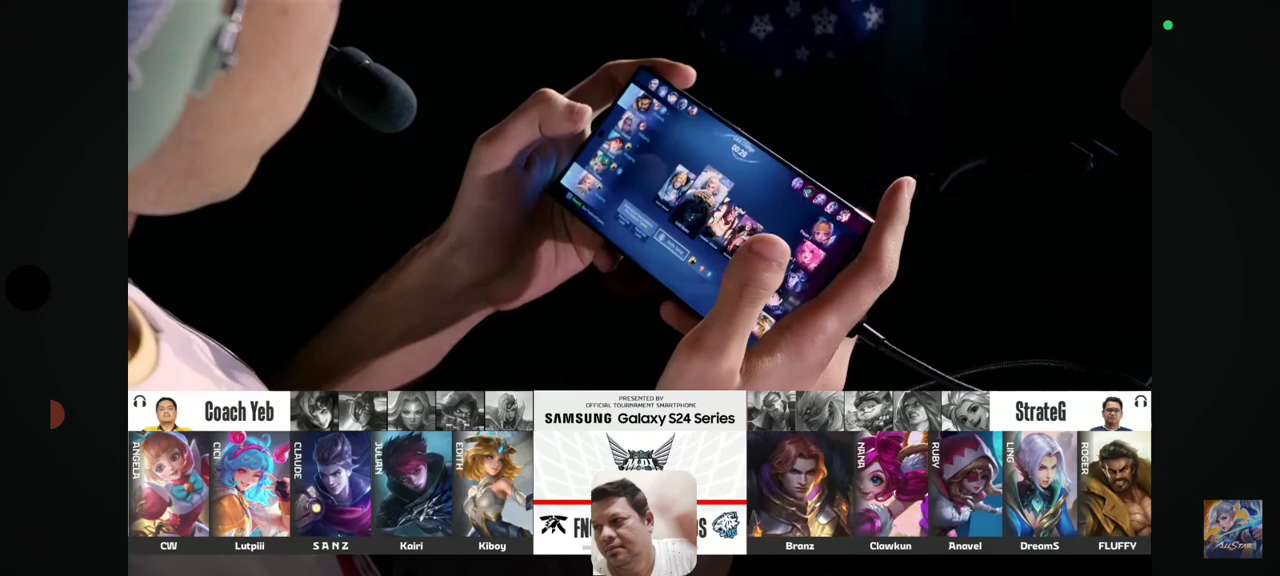 Coach Yeb
PRESENTED BY
OFFICIAL TOURNAMENT SMARTPHONE
SAMSUNG Galaxy S24 Series
StrateG
ANGELA
CICI
CLAUDE
JULIAN
EDITH
NANA
RUBY
LING
ROGER
CW
Lutpiii
S A N Z
Kairi
Kiboy
Branz
Clawkun
Anavel
DreamS
FLUFFY